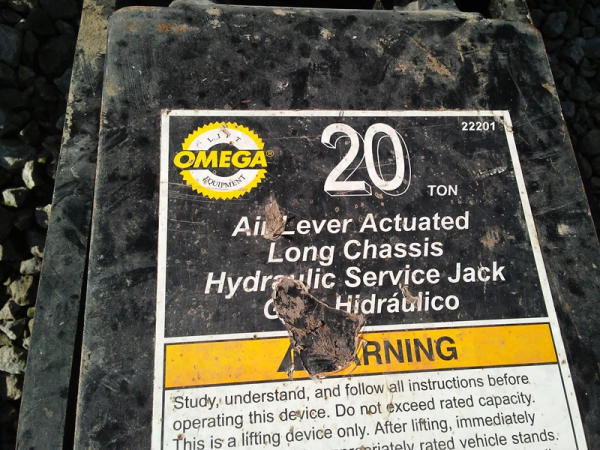 LIFT
OMEGA®
EQUIPMENT
20
TON
22201
Lever Actuated
Long Chassis
Hydraulic Service Jack
Hidráulico
Study, understand, and follow all instructions before
operating this device. Do not exceed rated capacity.
This is a lifting device only. After lifting, immediately
rated vehicle stands.